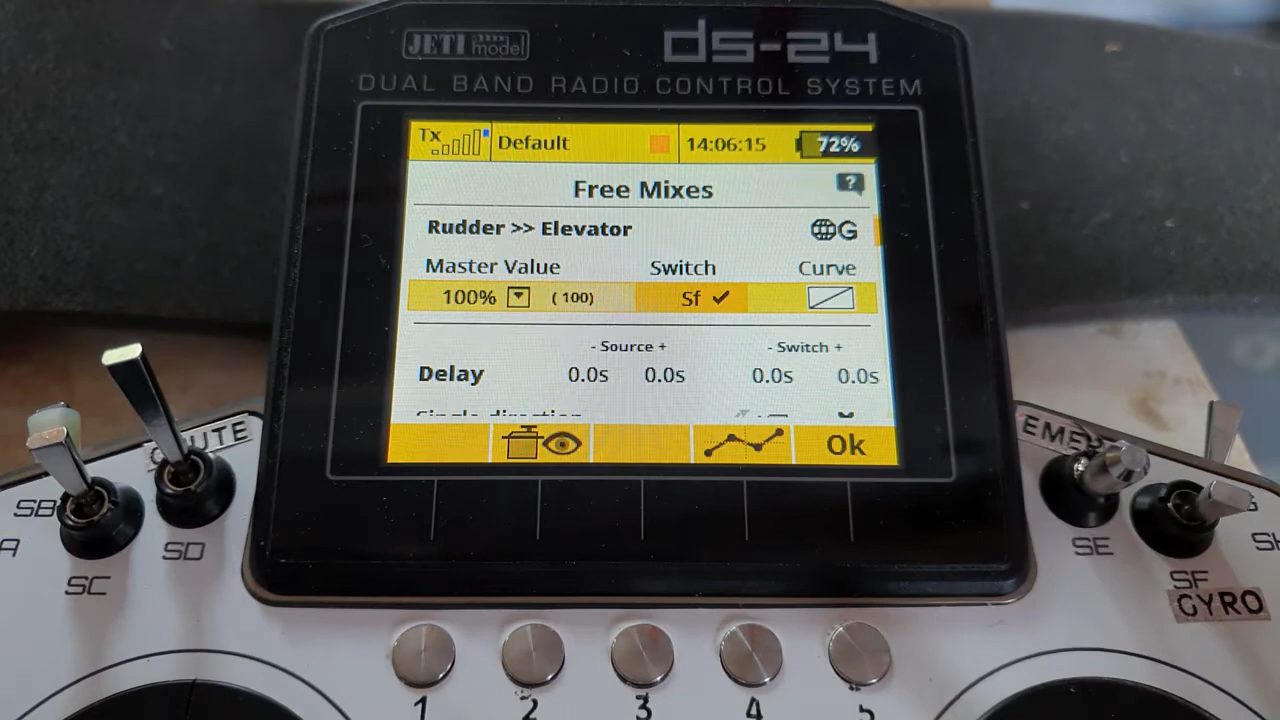 JETI model
ds-24
DUAL BAND RADIO CONTROL SYSTEM
Tx Default 14:06:15 72%
Free Mixes ?
Rudder >> Elevator G
Master Value Switch Curve
100% (100) Sf
- Source + - Switch +
Delay 0.0s 0.0s 0.0s 0.0s
Single direction
Ok
SB
SC
SD
SE
SF
GYRO
1 2 3 4 5